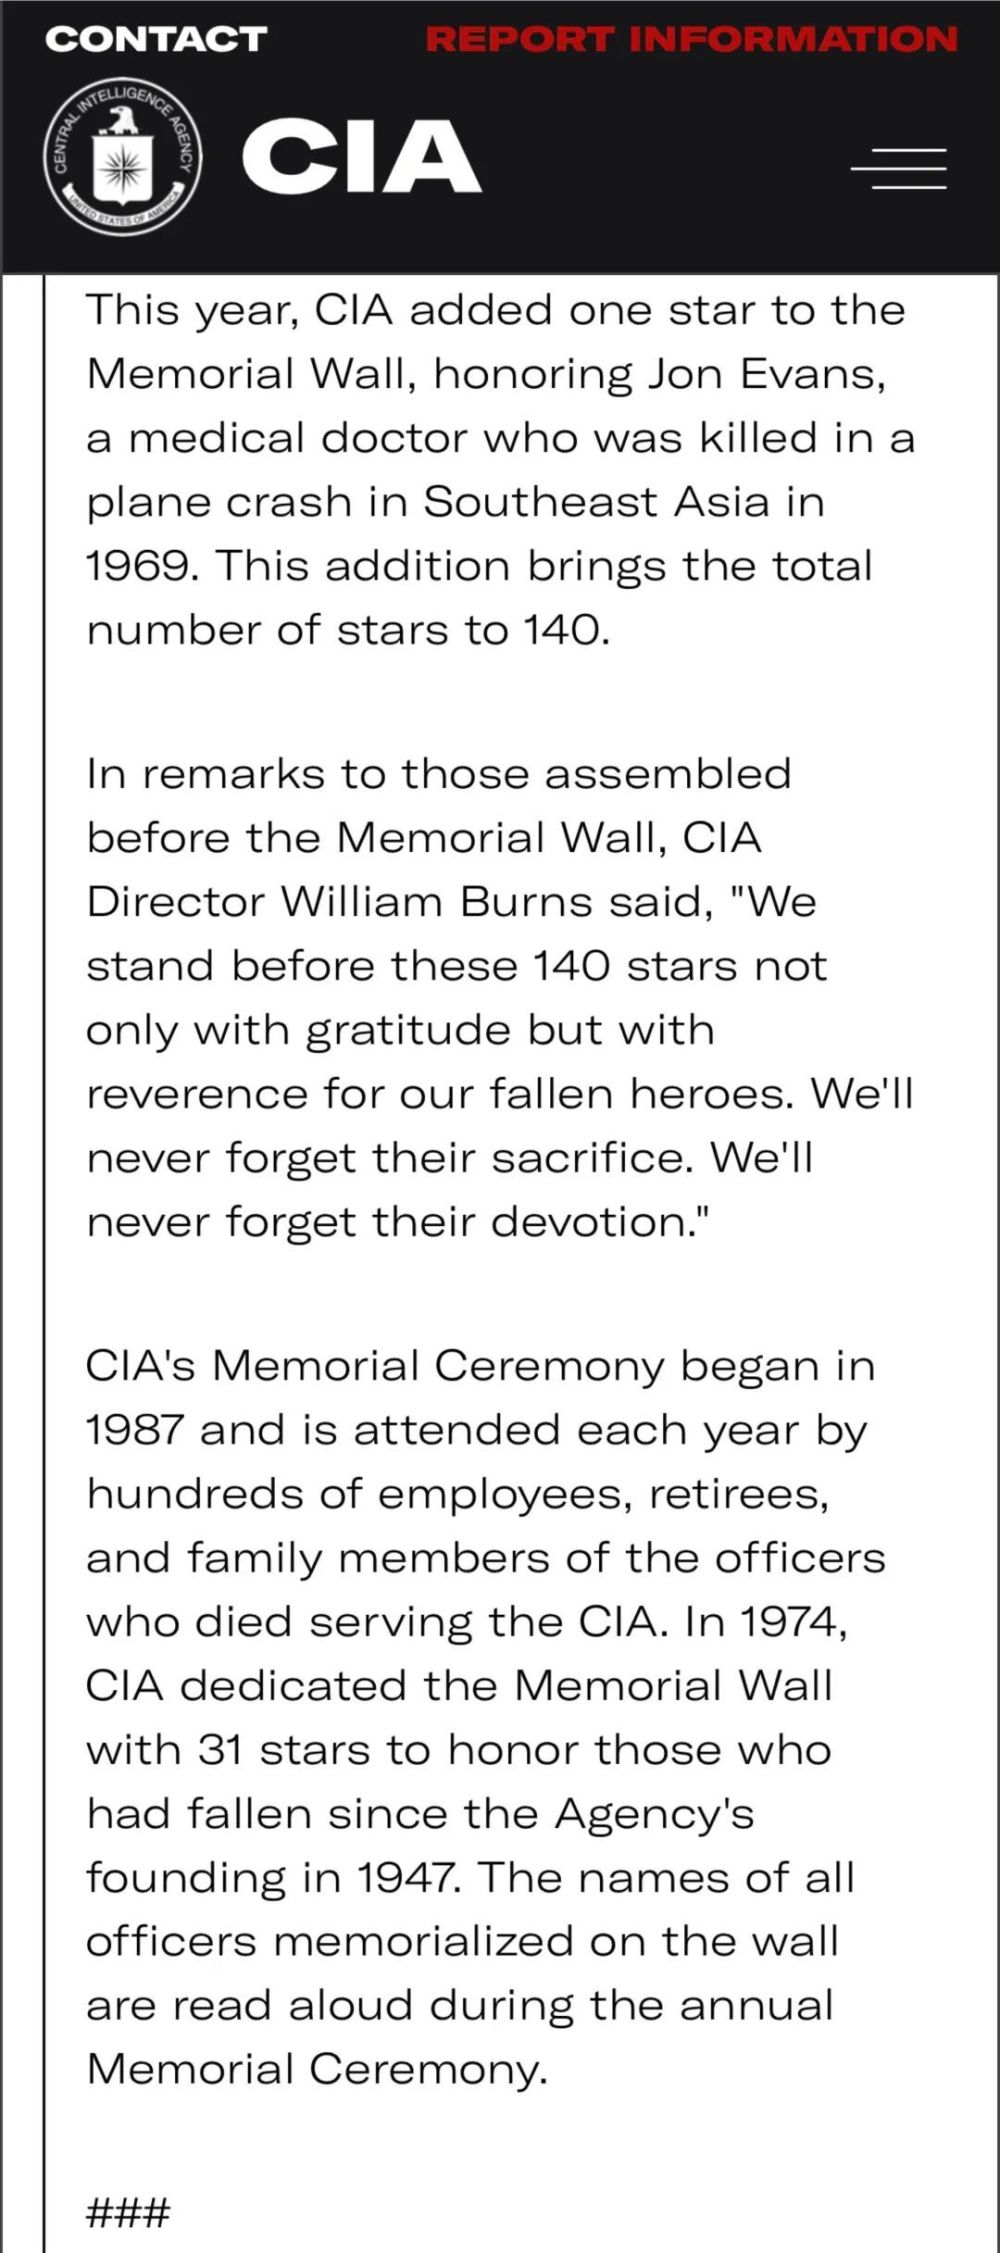 CONTACT
REPORT INFORMATION
CENTRAL INTELLIGENCE AGENCY
UNITED STATES OF AMERICA
CIA
This year, CIA added one star to the
Memorial Wall, honoring Jon Evans,
a medical doctor who was killed in a
plane crash in Southeast Asia in
1969. This addition brings the total
number of stars to 140.
In remarks to those assembled
before the Memorial Wall, CIA
Director William Burns said, "We
stand before these 140 stars not
only with gratitude but with
reverence for our fallen heroes. We'll
never forget their sacrifice. We'll
never forget their devotion."
CIA's Memorial Ceremony began in
1987 and is attended each year by
hundreds of employees, retirees,
and family members of the officers
who died serving the CIA. In 1974,
CIA dedicated the Memorial Wall
with 31 stars to honor those who
had fallen since the Agency's
founding in 1947. The names of all
officers memorialized on the wall
are read aloud during the annual
Memorial Ceremony.
###